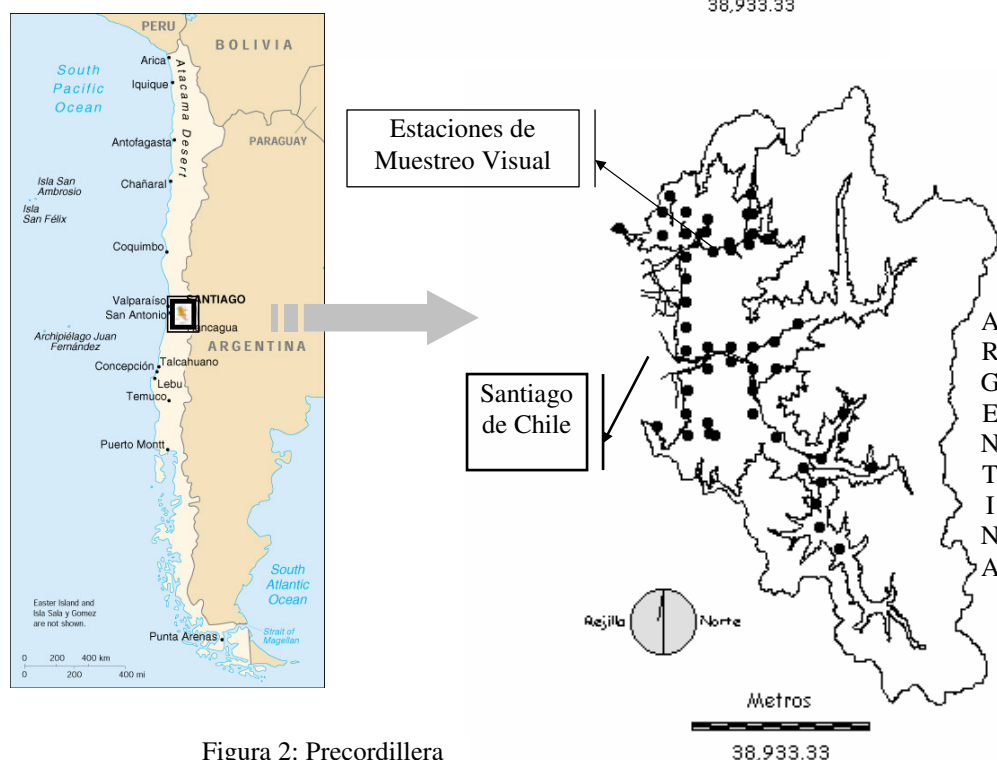 38,933.33
PERU
BOLIVIA
Arica
South
Pacific
Ocean
Iquique
Atacama Desert
Antofagasta
PARAGUAY
Chañaral
Isla San
Ambrosio
Isla
San Félix
Coquimbo
Valparaíso
SANTIAGO
San Antonio
Rancagua
Archipiélago Juan
Fernández
ARGENTINA
Concepción
Talcahuano
Lebu
Temuco
Puerto Montt
South
Atlantic
Ocean
Easter Island and
Isla Sala y Gomez
are not shown.
Punta Arenas
Strait of
Magellan
0 200 400 km
0 200 400 mi
Estaciones de
Muestreo Visual
Santiago
de Chile
A
R
G
E
N
T
I
N
A
Rejilla
Norte
Metros
38,933.33
Figura 2: Precordillera